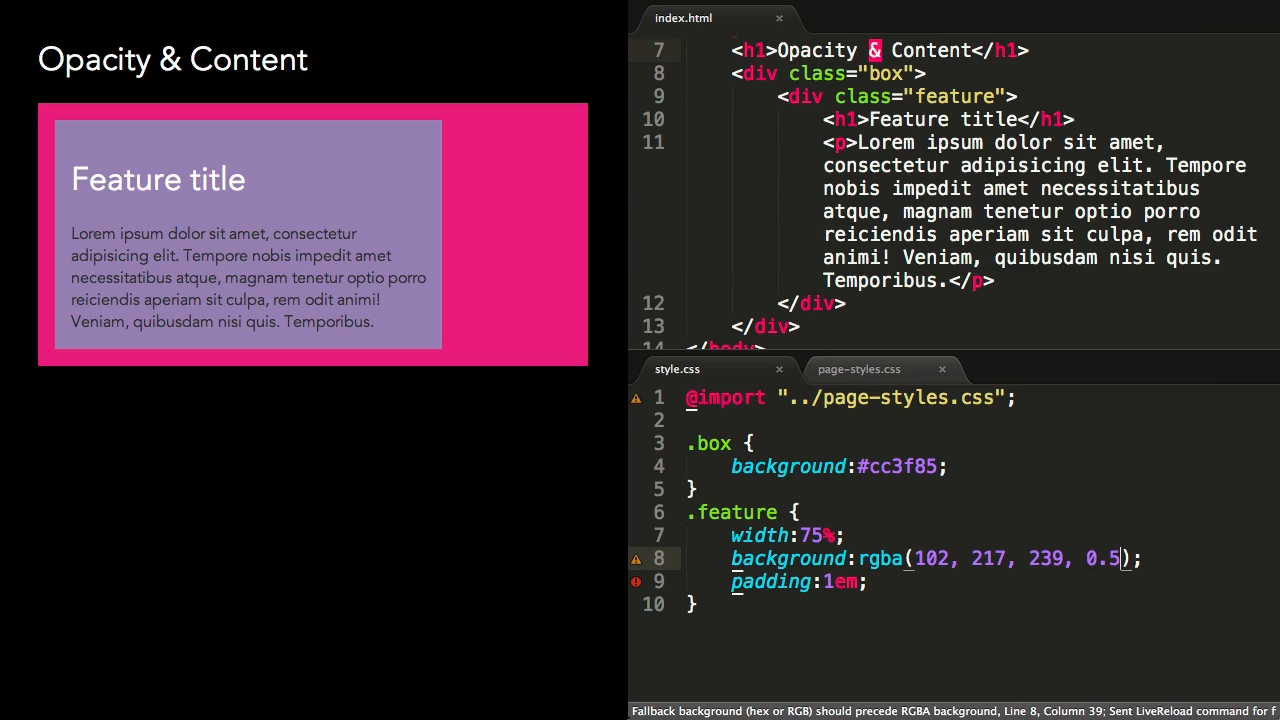 Opacity & Content
Feature title
Lorem ipsum dolor sit amet, consectetur
adipisicing elit. Tempore nobis impedit amet
necessitatibus atque, magnam tenetur optio porro
reiciendis aperiam sit culpa, rem odit animi!
Veniam, quibusdam nisi quis. Temporibus.
index.html ×
7 <h1>Opacity & Content</h1>
8 <div class="box">
9 <div class="feature">
10 <h1>Feature title</h1>
11 <p>Lorem ipsum dolor sit amet,
consectetur adipisicing elit. Tempore
nobis impedit amet necessitatibus
atque, magnam tenetur optio porro
reiciendis aperiam sit culpa, rem odit
animi! Veniam, quibusdam nisi quis.
Temporibus.</p>
12 </div>
13 </div>
14 </body>
style.css × page-styles.css ×
1 @import "../page-styles.css";
2
3 .box {
4 background:#cc3f85;
5 }
6 .feature {
7 width:75%;
8 background:rgba(102, 217, 239, 0.5);
9 padding:1em;
10 }
Fallback background (hex or RGB) should precede RGBA background, Line 8, Column 39; Sent LiveReload command for f